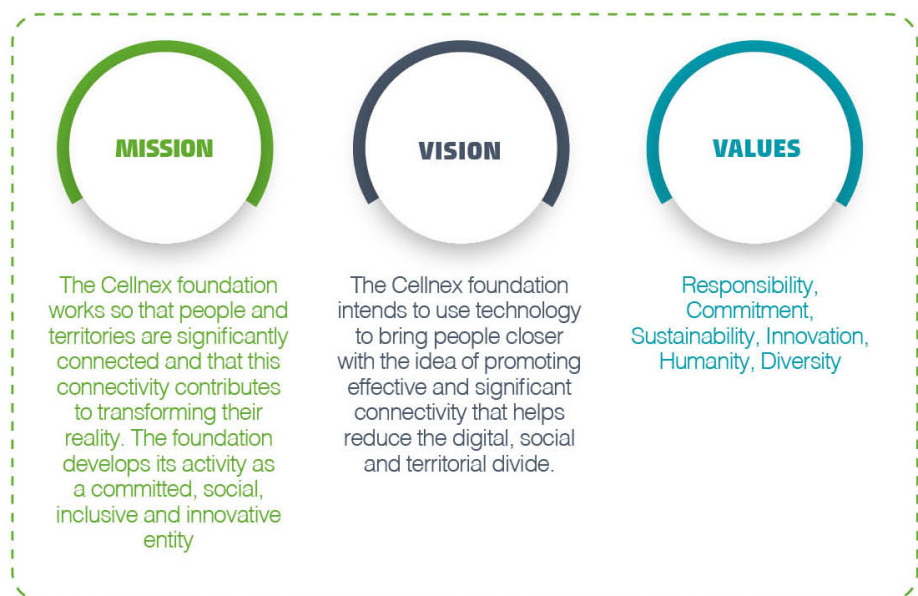 MISSION
The Cellnex foundation
works so that people and
territories are significantly
connected and that this
connectivity contributes
to transforming their
reality. The foundation
develops its activity as
a committed, social,
inclusive and innovative
entity
VISION
The Cellnex foundation
intends to use technology
to bring people closer
with the idea of promoting
effective and significant
connectivity that helps
reduce the digital, social
and territorial divide.
VALUES
Responsibility,
Commitment,
Sustainability, Innovation,
Humanity, Diversity